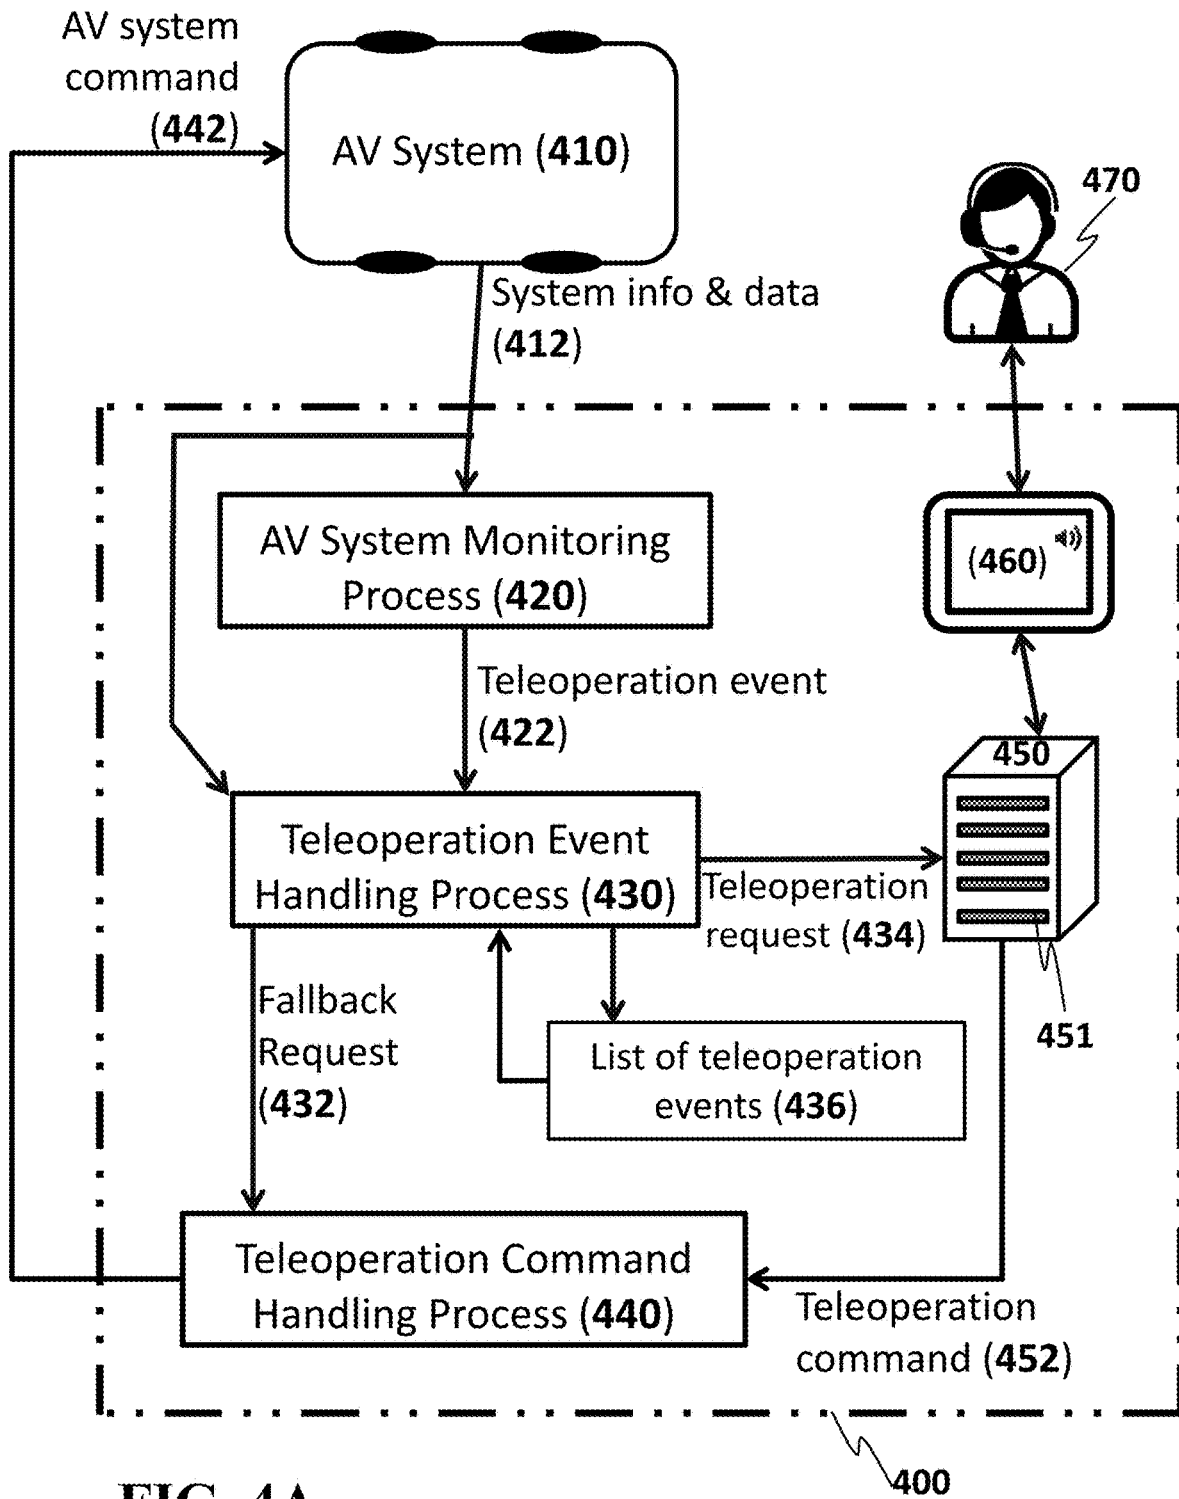 AV system
command
(442)
AV System (410)
470
System info & data
(412)
AV System Monitoring
Process (420)
(460)
Teleoperation event
(422)
450
Teleoperation Event
Handling Process (430)
Teleoperation
request (434)
451
Fallback
Request
(432)
List of teleoperation
events (436)
Teleoperation Command
Handling Process (440)
Teleoperation
command (452)
400
FIG. 4A